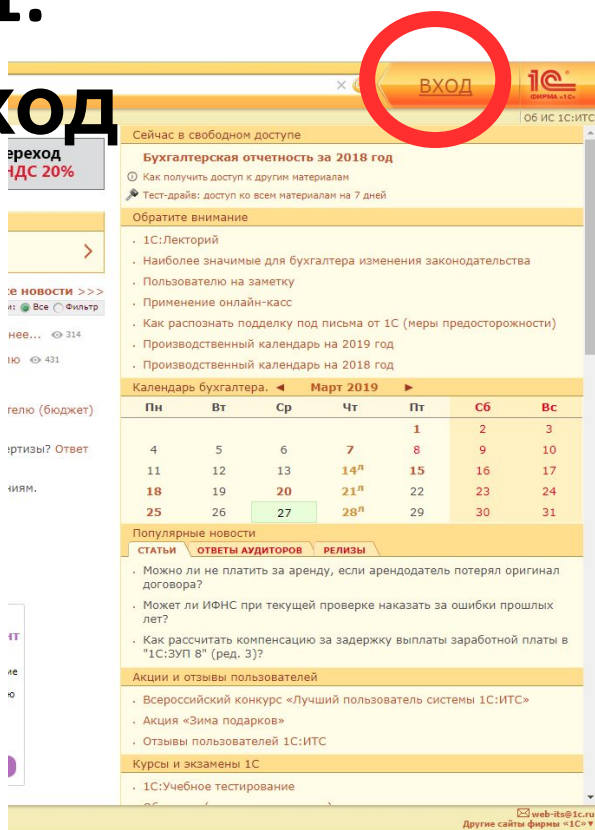 1.
ход
ВХОД
1С
ФИРМА «1С»
Об ИС 1С:ИТС
ереход
НДС 20%
се новости >>>
и: Все Фильтр
нее... 314
лю 431
телю (бюджет)
ертизы? Ответ
ниям.
нт
ие
ю
Сейчас в свободном доступе
Бухгалтерская отчетность за 2018 год
Как получить доступ к другим материалам
Тест-драйв: доступ ко всем материалам на 7 дней
Обратите внимание
1С:Лекторий
Наиболее значимые для бухгалтера изменения законодательства
Пользователю на заметку
Применение онлайн-касс
Как распознать подделку под письма от 1С (меры предосторожности)
Производственный календарь на 2019 год
Производственный календарь на 2018 год
Календарь бухгалтера. ◄ Март 2019 ►
Пн Вт Ср Чт Пт Сб Вс
1 2 3
4 5 6 7 8 9 10
11 12 13 14л 15 16 17
18 19 20 21л 22 23 24
25 26 27 28л 29 30 31
Популярные новости
СТАТЬИ ОТВЕТЫ АУДИТОРОВ РЕЛИЗЫ
Можно ли не платить за аренду, если арендодатель потерял оригинал
договора?
Может ли ИФНС при текущей проверке наказать за ошибки прошлых
лет?
Как рассчитать компенсацию за задержку выплаты заработной платы в
"1С:ЗУП 8" (ред. 3)?
Акции и отзывы пользователей
Всероссийский конкурс «Лучший пользователь системы 1С:ИТС»
Акция «Зима подарков»
Отзывы пользователей 1С:ИТС
Курсы и экзамены 1С
1С:Учебное тестирование
web-its@1c.ru
Другие сайты фирмы «1С»▼